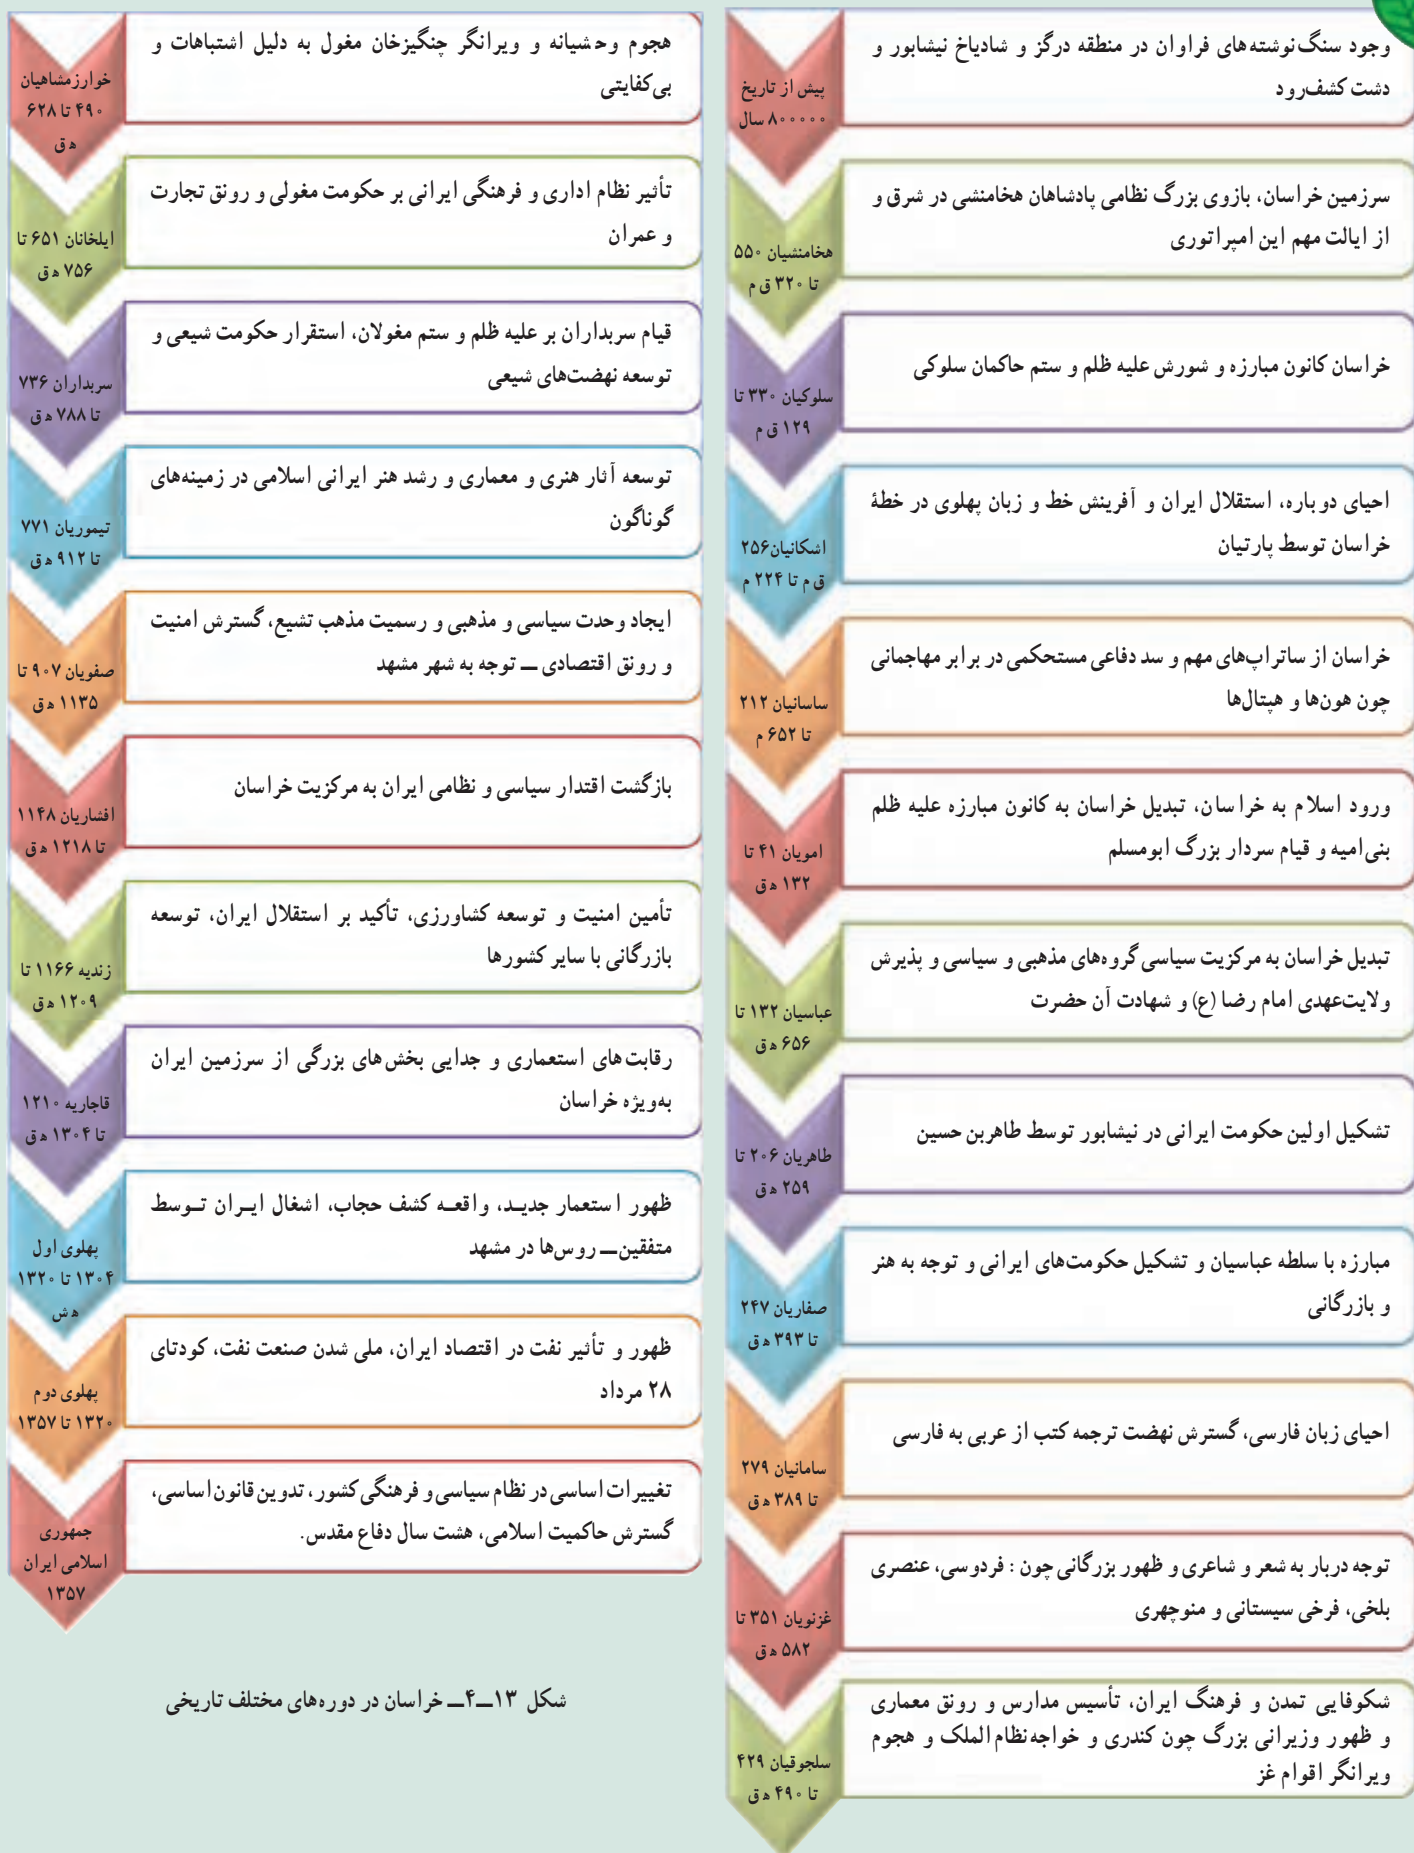 وجود سنگ‌نوشته‌های فراوان در منطقه درگز و شادیاخ نیشابور و
دشت کشف‌رود
پیش از تاریخ
۸۰۰۰۰۰ سال
سرزمین خراسان، بازوی بزرگ نظامی پادشاهان هخامنشی در شرق و
از ایالت مهم این امپراتوری
هخامنشیان ۵۵۰
تا ۳۲۰ ق م
خراسان کانون مبارزه و شورش علیه ظلم و ستم حاکمان سلوکی
سلوکیان ۳۳۰ تا
۱۲۹ ق م
احیای دوباره، استقلال ایران و آفرینش خط و زبان پهلوی در خطهٔ
خراسان توسط پارتیان
اشکانیان۲۵۶
ق م تا ۲۲۴ م
خراسان از ساتراپ‌های مهم و سد دفاعی مستحکمی در برابر مهاجمانی
چون هون‌ها و هپتال‌ها
ساسانیان ۲۱۲
تا ۶۵۲ م
ورود اسلام به خراسان، تبدیل خراسان به کانون مبارزه علیه ظلم
بنی‌امیه و قیام سردار بزرگ ابومسلم
امویان ۴۱ تا
۱۳۲ ه ق
تبدیل خراسان به مرکزیت سیاسی گروه‌های مذهبی و سیاسی و پذیرش
ولایت‌عهدی امام رضا (ع) و شهادت آن حضرت
عباسیان ۱۳۲ تا
۶۵۶ ه ق
تشکیل اولین حکومت ایرانی در نیشابور توسط طاهربن حسین
طاهریان ۲۰۶ تا
۲۵۹ ه ق
مبارزه با سلطه عباسیان و تشکیل حکومت‌های ایرانی و توجه به هنر
و بازرگانی
صفاریان ۲۴۷
تا ۳۹۳ ه ق
احیای زبان فارسی، گسترش نهضت ترجمه کتب از عربی به فارسی
سامانیان ۲۷۹
تا ۳۸۹ ه ق
توجه دربار به شعر و شاعری و ظهور بزرگانی چون : فردوسی، عنصری
بلخی، فرخی سیستانی و منوچهری
غزنویان ۳۵۱ تا
۵۸۲ ه ق
شکوفایی تمدن و فرهنگ ایران، تأسیس مدارس و رونق معماری
و ظهور وزیرانی بزرگ چون کندری و خواجه‌نظام الملک و هجوم
ویرانگر اقوام غز
سلجوقیان ۴۲۹
تا ۴۹۰ ه ق
هجوم وحشیانه و ویرانگر چنگیزخان مغول به دلیل اشتباهات و
بی‌کفایتی
خوارزمشاهیان
۴۹۰ تا ۶۲۸
ه ق
تأثیر نظام اداری و فرهنگی ایرانی بر حکومت مغولی و رونق تجارت
و عمران
ایلخانان ۶۵۱ تا
۷۵۶ ه ق
قیام سربداران بر علیه ظلم و ستم مغولان، استقرار حکومت شیعی و
توسعه نهضت‌های شیعی
سربداران ۷۳۶
تا ۷۸۸ ه ق
توسعه آثار هنری و معماری و رشد هنر ایرانی اسلامی در زمینه‌های
گوناگون
تیموریان ۷۷۱
تا ۹۱۲ ه ق
ایجاد وحدت سیاسی و مذهبی و رسمیت مذهب تشیع، گسترش امنیت
و رونق اقتصادی ــ توجه به شهر مشهد
صفویان ۹۰۷ تا
۱۱۳۵ ه ق
بازگشت اقتدار سیاسی و نظامی ایران به مرکزیت خراسان
افشاریان ۱۱۴۸
تا ۱۲۱۸ ه ق
تأمین امنیت و توسعه کشاورزی، تأکید بر استقلال ایران، توسعه
بازرگانی با سایر کشورها
زندیه ۱۱۶۶ تا
۱۲۰۹ ه ق
رقابت‌های استعماری و جدایی بخش‌های بزرگی از سرزمین ایران
به‌ویژه خراسان
قاجاریه ۱۲۱۰
تا ۱۳۰۴ ه ق
ظهور استعمار جدیـد، واقعـه کشف حجاب، اشغال ایـران تـوسط
متفقین‌ــ روس‌ها در مشهد
پهلوی اول
۱۳۰۴ تا ۱۳۲۰
ه ش
ظهور و تأثیر نفت در اقتصاد ایران، ملی شدن صنعت نفت، کودتای
۲۸ مرداد
پهلوی دوم
۱۳۲۰ تا ۱۳۵۷
تغییرات اساسی در نظام سیاسی و فرهنگی کشور، تدوین قانون اساسی،
گسترش حاکمیت اسلامی، هشت سال دفاع مقدس.
جمهوری
اسلامی ایران
۱۳۵۷
شکل ۱۳ــ۴ــ خراسان در دوره‌های مختلف تاریخی